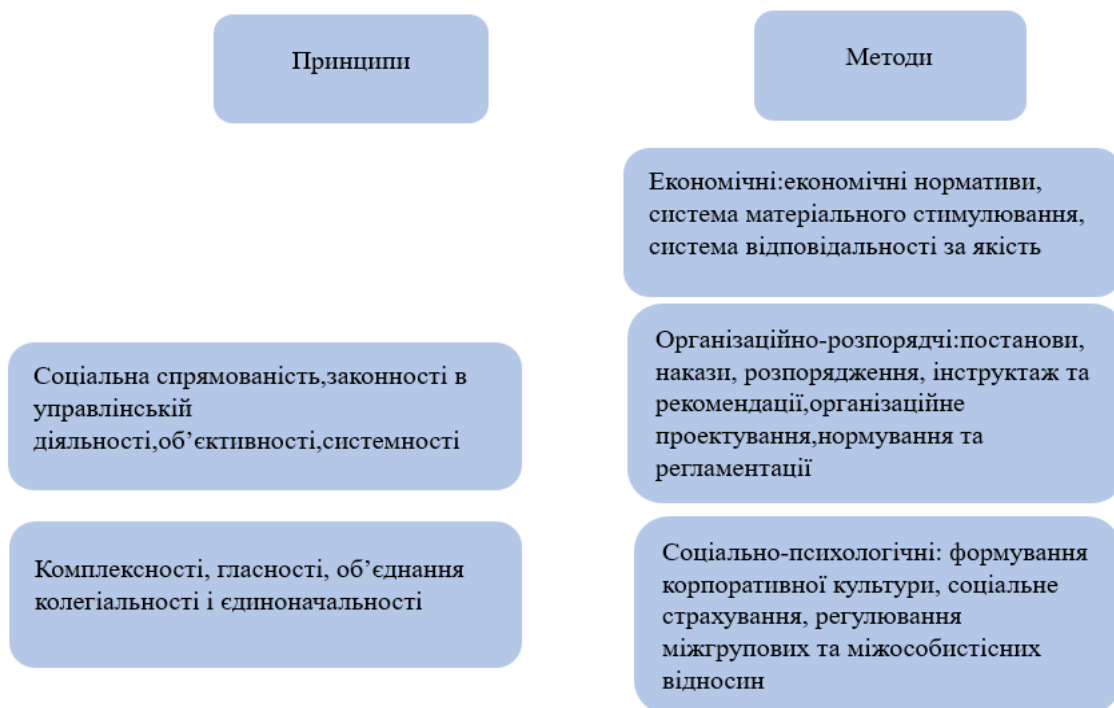 Принципи
Методи
Економічні:економічні нормативи,
система матеріального стимулювання,
система відповідальності за якість
Організаційно-розпорядчі:постанови,
накази, розпорядження, інструктаж та
рекомендації,організаційне
проектування,нормування та
регламентації
Соціальна спрямованість,законності в
управлінській
діяльності,об’єктивності,системності
Комплексності, гласності, об’єднання
колегіальності і єдиноначальності
Соціально-психологічні: формування
корпоративної культури, соціальне
страхування, регулювання
міжгрупових та міжособистісних
відносин